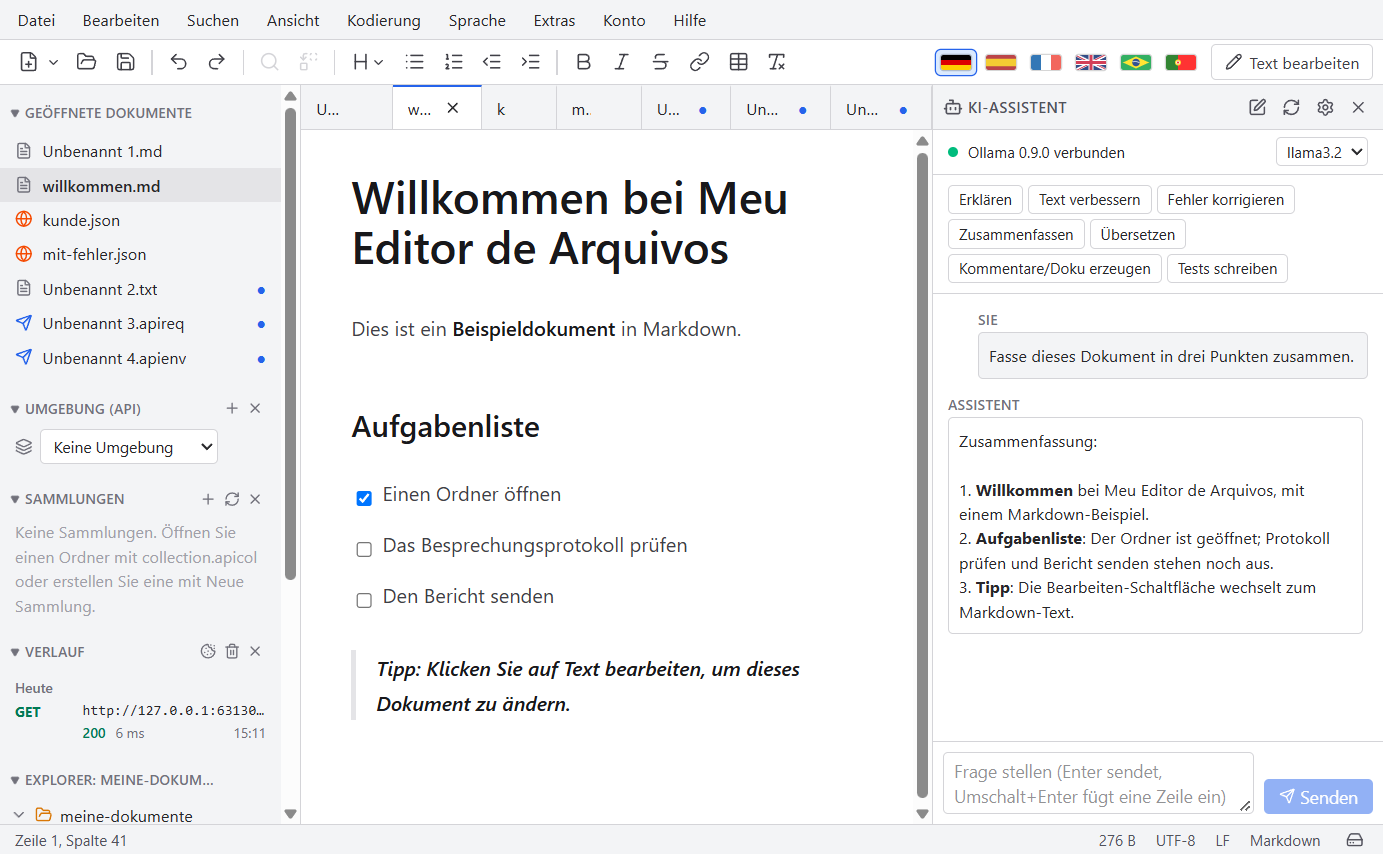 Datei Bearbeiten Suchen Ansicht Kodierung Sprache Extras Konto Hilfe
H
B I S
Text bearbeiten
GEÖFFNETE DOKUMENTE
Unbenannt 1.md
willkommen.md
kunde.json
mit-fehler.json
Unbenannt 2.txt
Unbenannt 3.apireq
Unbenannt 4.apienv
UMGEBUNG (API)
Keine Umgebung
SAMMLUNGEN
Keine Sammlungen. Öffnen Sie
einen Ordner mit collection.apicol
oder erstellen Sie eine mit Neue
Sammlung.
VERLAUF
Heute
GET http://127.0.0.1:63130…
200 6 ms 15:11
EXPLORER: MEINE-DOKUM…
meine-dokumente
U… w… k m. U… Un… Un…
Willkommen bei Meu
Editor de Arquivos
Dies ist ein Beispieldokument in Markdown.
Aufgabenliste
Einen Ordner öffnen
Das Besprechungsprotokoll prüfen
Den Bericht senden
Tipp: Klicken Sie auf Text bearbeiten, um dieses
Dokument zu ändern.
KI-ASSISTENT
Ollama 0.9.0 verbunden
llama3.2
Erklären Text verbessern Fehler korrigieren
Zusammenfassen Übersetzen
Kommentare/Doku erzeugen Tests schreiben
SIE
Fasse dieses Dokument in drei Punkten zusammen.
ASSISTENT
Zusammenfassung:
1. Willkommen bei Meu Editor de Arquivos, mit
einem Markdown-Beispiel.
2. Aufgabenliste: Der Ordner ist geöffnet; Protokoll
prüfen und Bericht senden stehen noch aus.
3. Tipp: Die Bearbeiten-Schaltfläche wechselt zum
Markdown-Text.
Frage stellen (Enter sendet,
Umschalt+Enter fügt eine Zeile ein)
Senden
Zeile 1, Spalte 41
276 B UTF-8 LF Markdown